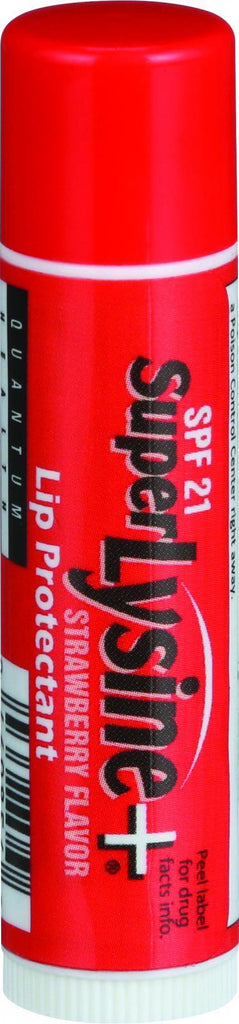 a Poison Control Center right away.
SPF 21
SuperLysine+®
STRAWBERRY FLAVOR
Lip Protectant
QUANTUM
HEALTH
Peel label
for drug
facts info.